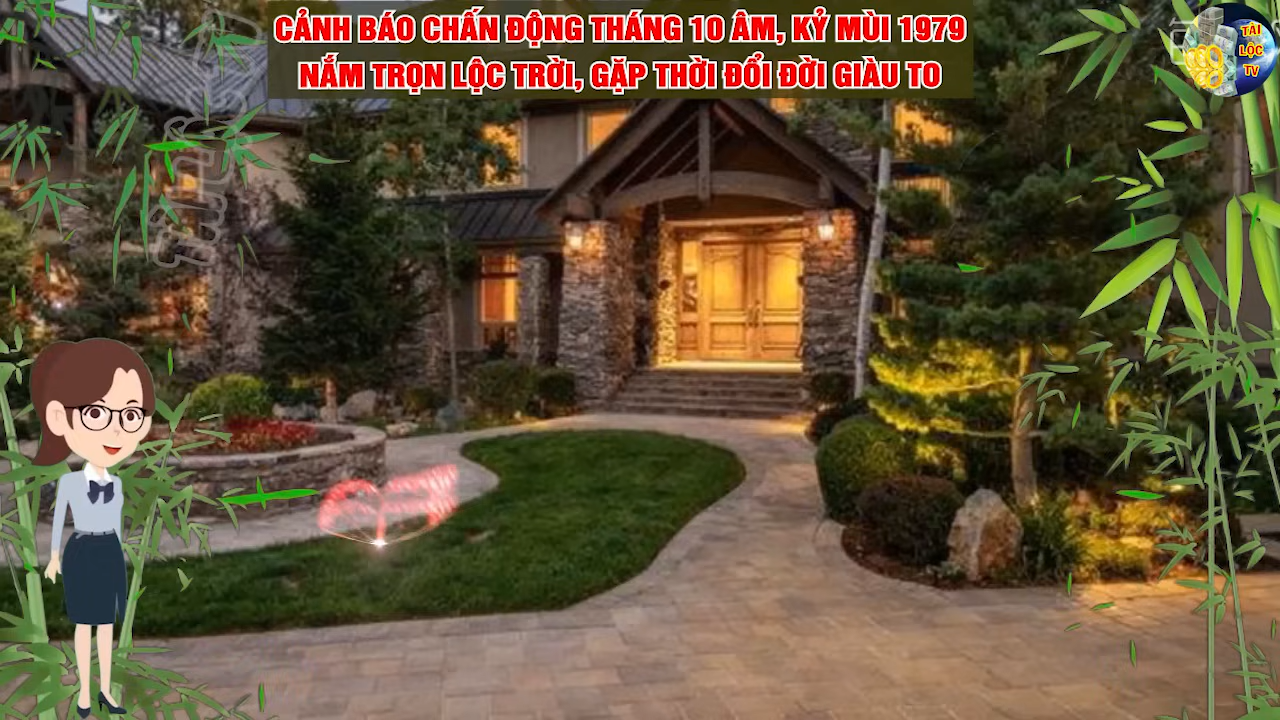 CẢNH BÁO CHẤN ĐỘNG THÁNG 10 ÂM, KỶ MÙI 1979
NẮM TRỌN LỘC TRỜI, GẶP THỜI ĐỔI ĐỜI GIÀU TO
TÀI
LỘC
TV